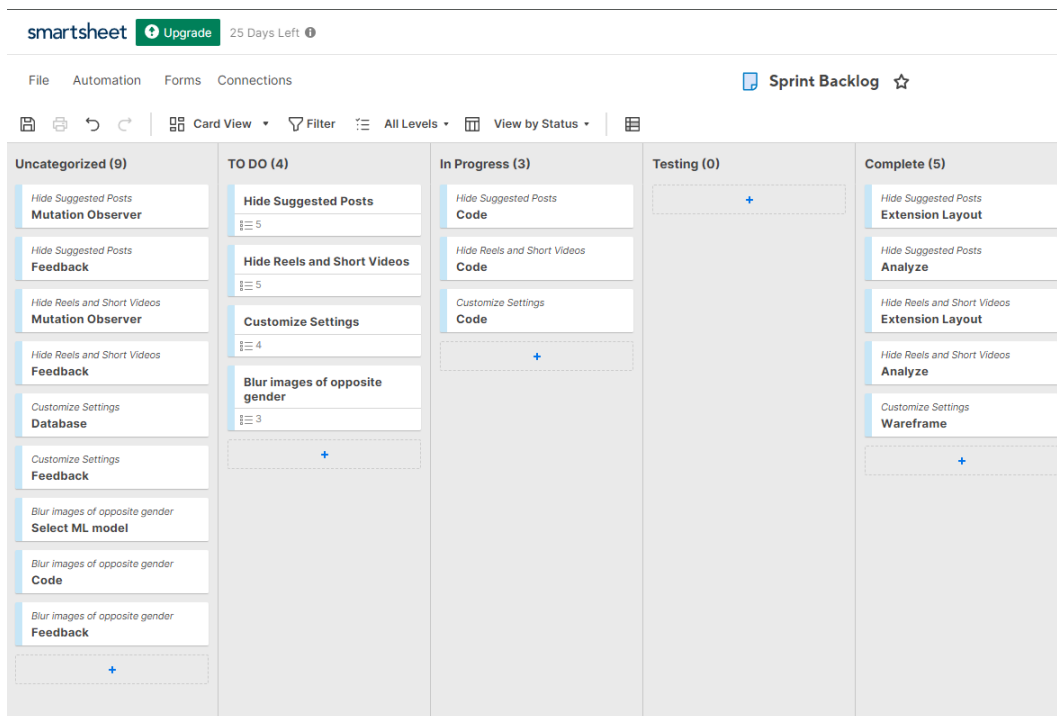 smartsheet Upgrade 25 Days Left
File Automation Forms Connections Sprint Backlog
Card View Filter All Levels View by Status
Uncategorized (9)
Hide Suggested Posts
Mutation Observer
Hide Suggested Posts
Feedback
Hide Reels and Short Videos
Mutation Observer
Hide Reels and Short Videos
Feedback
Customize Settings
Database
Customize Settings
Feedback
Blur images of opposite gender
Select ML model
Blur images of opposite gender
Code
Blur images of opposite gender
Feedback
+
TO DO (4)
Hide Suggested Posts
5
Hide Reels and Short Videos
5
Customize Settings
4
Blur images of opposite
gender
3
+
In Progress (3)
Hide Suggested Posts
Code
Hide Reels and Short Videos
Code
Customize Settings
Code
+
Testing (0)
+
Complete (5)
Hide Suggested Posts
Extension Layout
Hide Suggested Posts
Analyze
Hide Reels and Short Videos
Extension Layout
Hide Reels and Short Videos
Analyze
Customize Settings
Wareframe
+